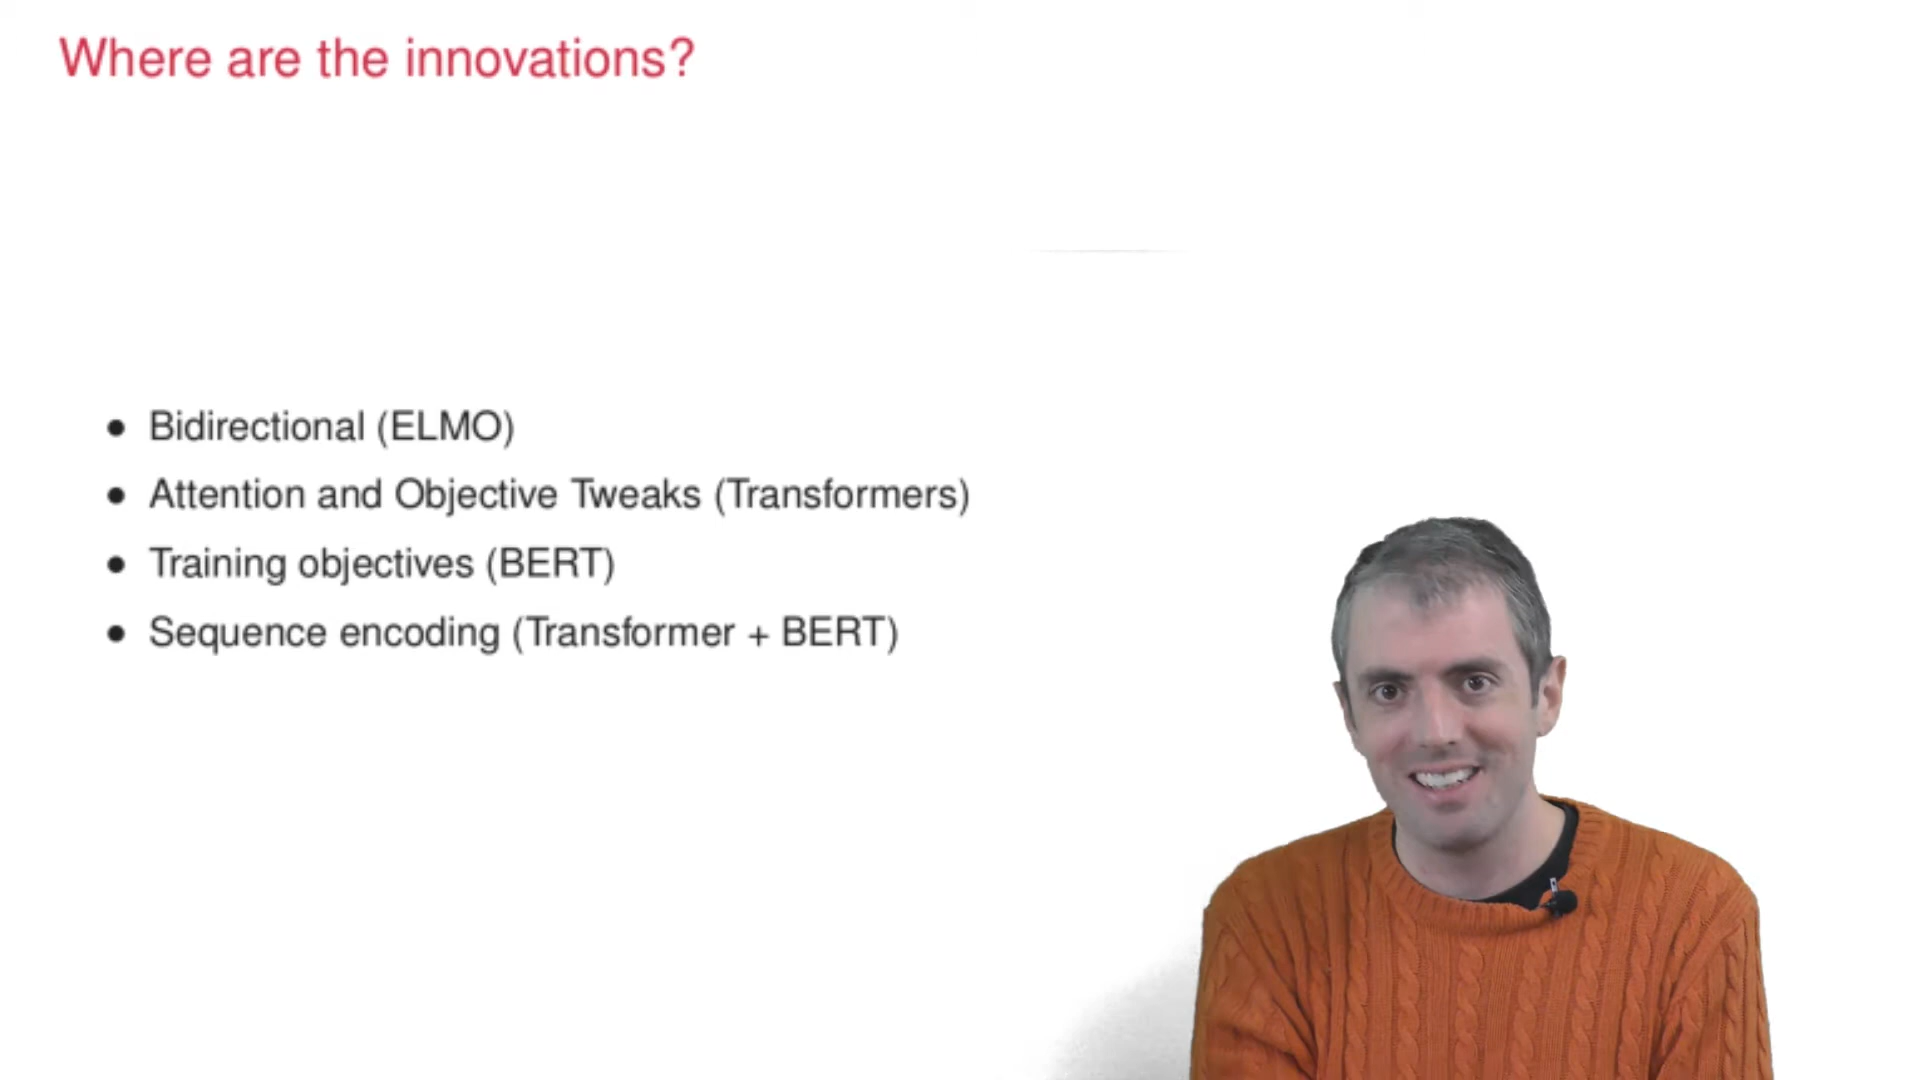 Where are the innovations?
• Bidirectional (ELMO)
• Attention and Objective Tweaks (Transformers)
• Training objectives (BERT)
• Sequence encoding (Transformer + BERT)